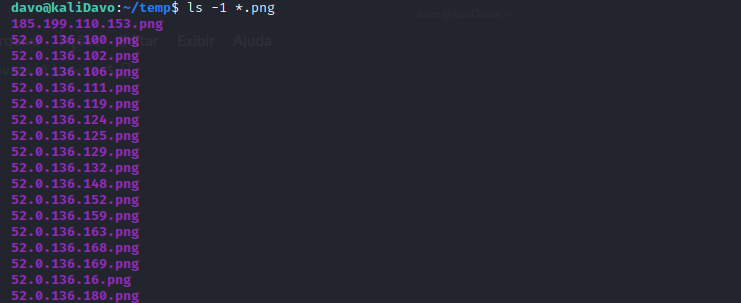 davo@kaliDavo:~/temp$ ls -1 *.png
185.199.110.153.png
52.0.136.100.png
52.0.136.102.png
52.0.136.106.png
52.0.136.111.png
52.0.136.119.png
52.0.136.124.png
52.0.136.125.png
52.0.136.129.png
52.0.136.132.png
52.0.136.148.png
52.0.136.152.png
52.0.136.159.png
52.0.136.163.png
52.0.136.168.png
52.0.136.169.png
52.0.136.16.png
52.0.136.180.png
Exibir Ajuda